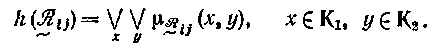 h(ℛ̰ᵢⱼ) = ⋁ₓ ⋁ᵧ μ_ℛ̰ᵢⱼ (x, y), x ∈ K₁, y ∈ K₂.